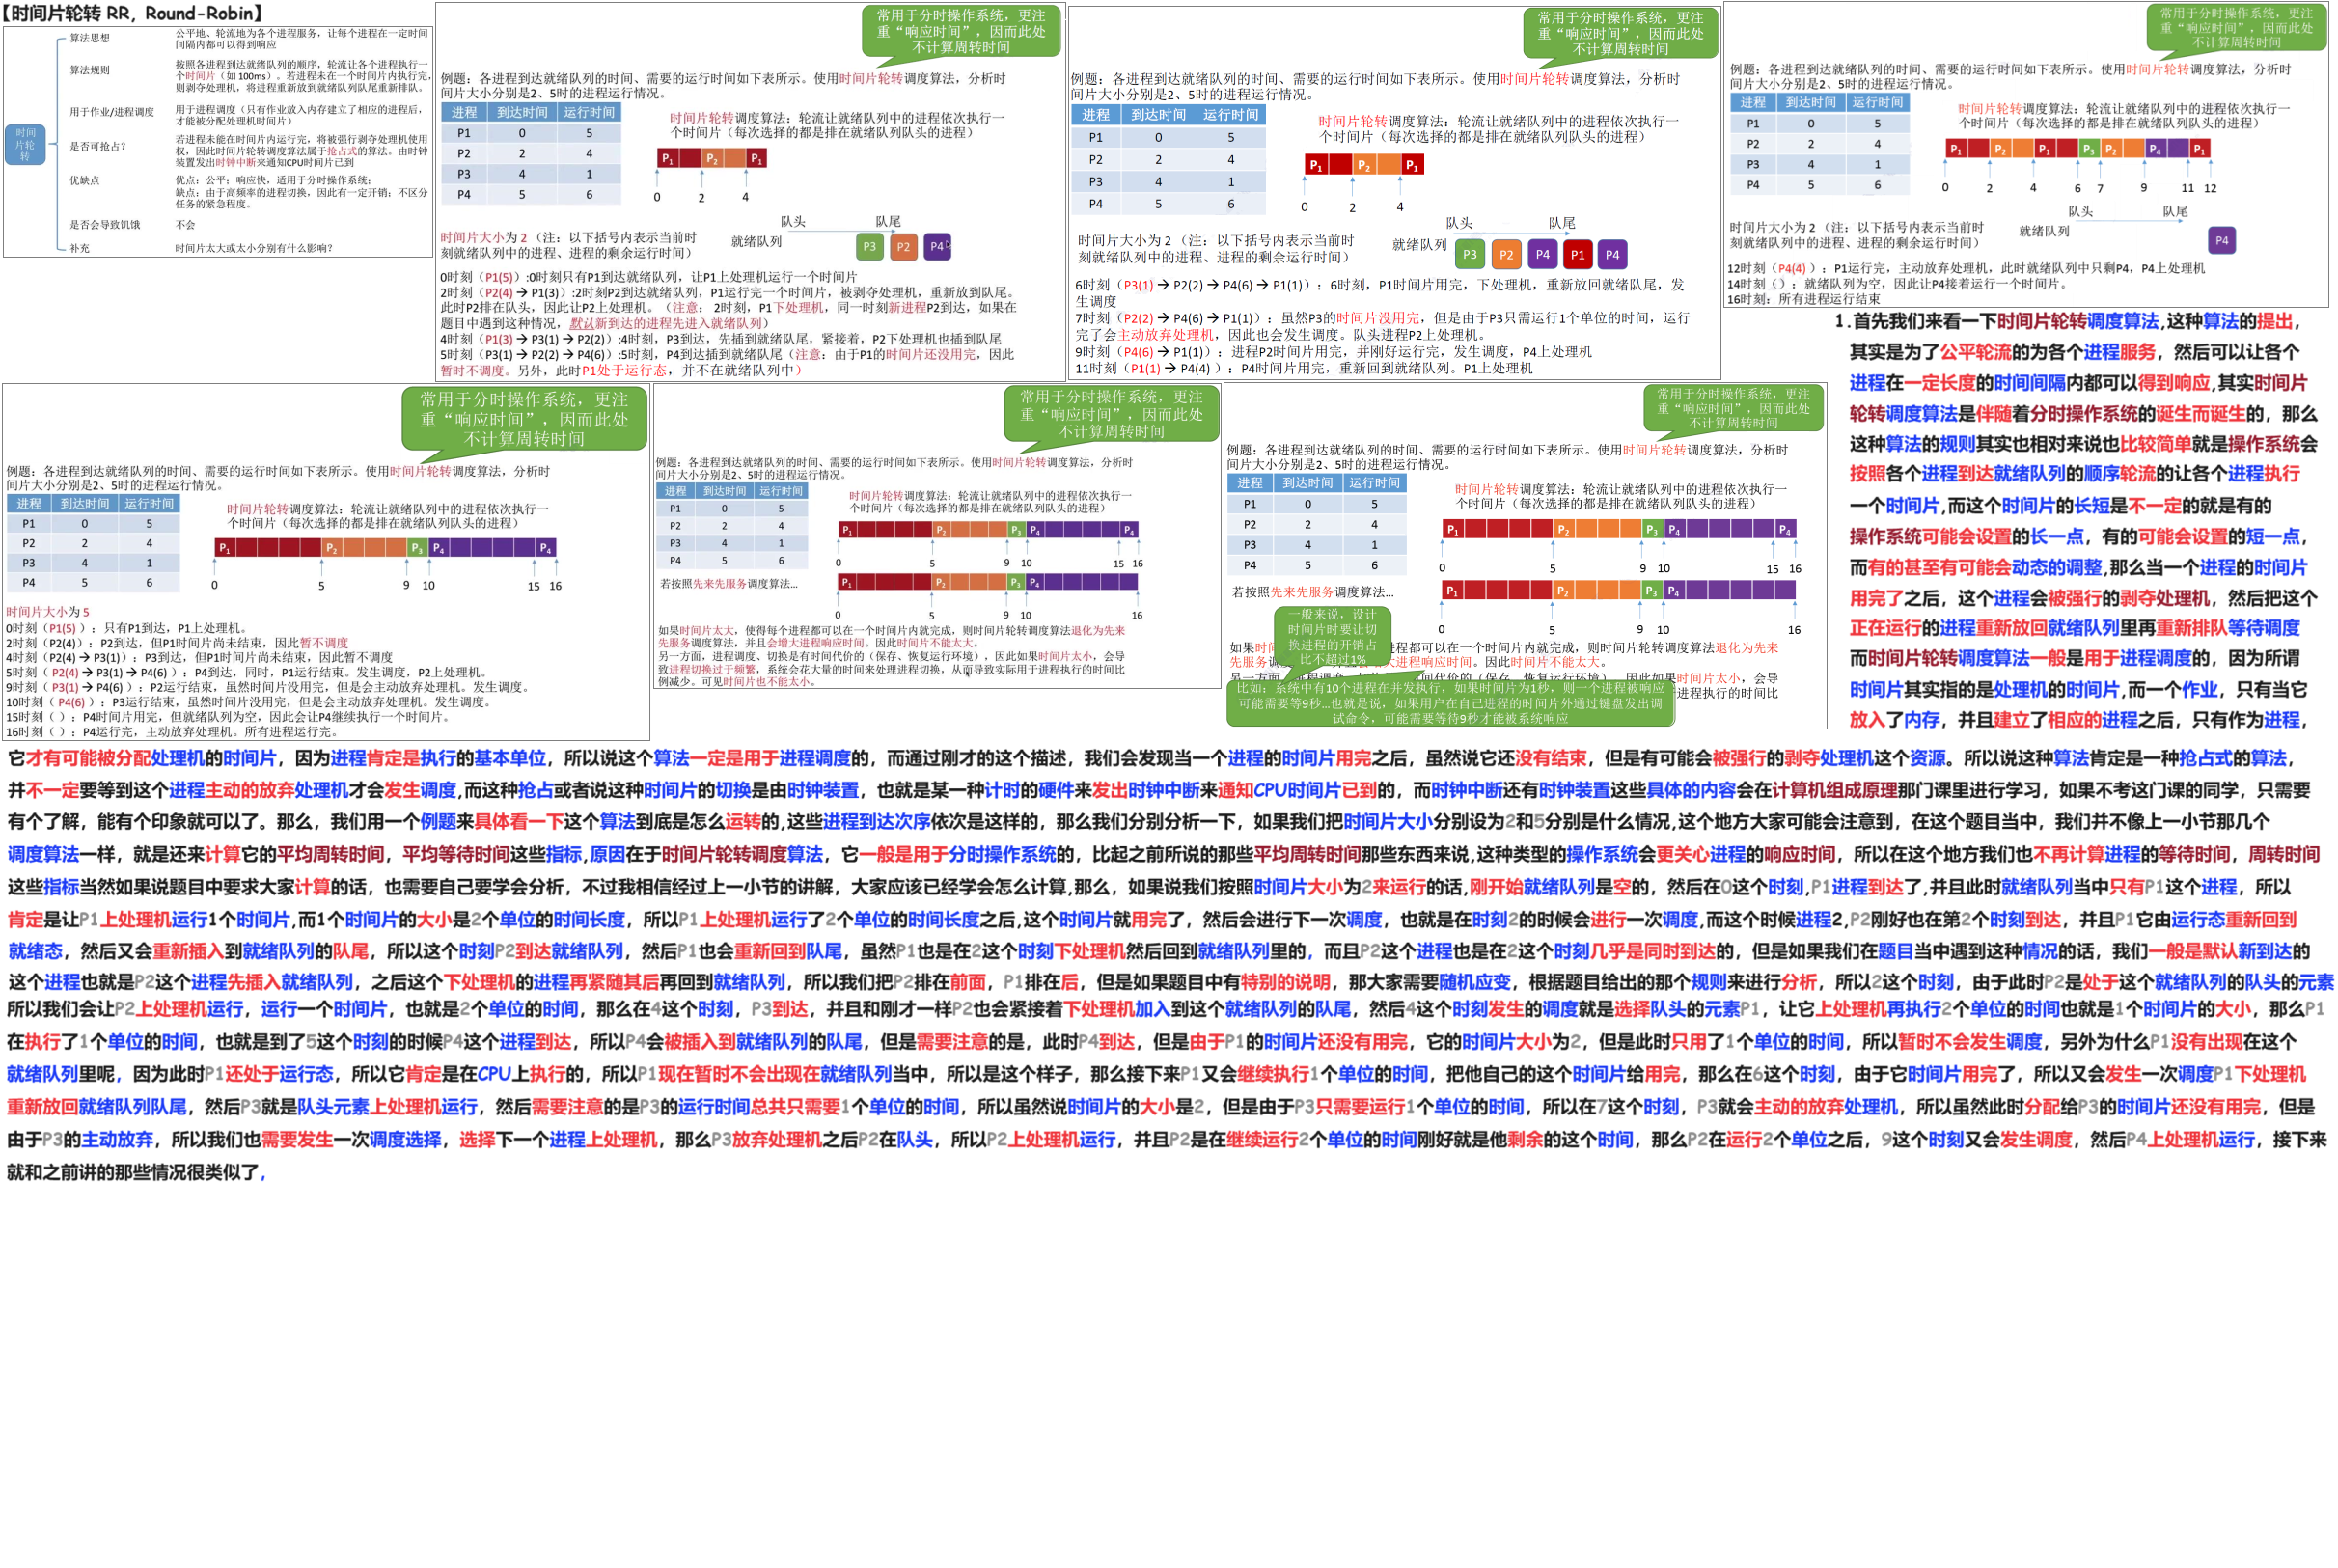 【时间片轮转 RR, Round-Robin】
时间片轮转
算法思想
公平地、轮流地为各个进程服务，让每个进程在一定时间
间隔内都可以得到响应
算法规则
按照各进程到达就绪队列的顺序，轮流让各个进程执行一
个时间片（如100ms）。若进程未在一个时间片内执行完，
则剥夺处理机，将进程重新放到就绪队列队尾重新排队。
用于作业/进程调度
用于进程调度（只有作业放入内存建立了相应的进程后，
才能被分配处理机时间片）
是否可抢占？
若进程未能在时间片内运行完，将被强行剥夺处理机使用
权，因此时间片轮转调度算法属于抢占式的算法。由时钟
装置发出时钟中断来通知CPU时间片已到
优缺点
优点：公平；响应快，适用于分时操作系统；
缺点：由于高频率的进程切换，因此有一定开销；不区分
任务的紧急程度。
是否会导致饥饿
不会
补充
时间片太大或太小分别有什么影响？
常用于分时操作系统，更注
重“响应时间”，因而此处
不计算周转时间
例题：各进程到达就绪队列的时间、需要的运行时间如下表所示。使用时间片轮转调度算法，分析时
间片大小分别是2、5时的进程运行情况。
进程 到达时间 运行时间
P1 0 5
P2 2 4
P3 4 1
P4 5 6
时间片轮转调度算法：轮流让就绪队列中的进程依次执行一
个时间片（每次选择的都是排在就绪队列队头的进程）
P1 P2 P1
0 2 4
队头 队尾
就绪队列 P3 P2 P4
时间片大小为 2（注：以下括号内表示当前时
刻就绪队列中的进程、进程的剩余运行时间）
0时刻（P1(5)）:0时刻只有P1到达就绪队列，让P1上处理机运行一个时间片
2时刻（P2(4) → P1(3)）:2时刻P2到达就绪队列，P1运行完一个时间片，被剥夺处理机，重新放到队尾。
此时P2排在队头，因此让P2上处理机。（注意： 2时刻，P1下处理机，同一时刻新进程P2到达，如果在
题目中遇到这种情况，默认新到达的进程先进入就绪队列）
4时刻（P1(3) → P3(1) → P2(2)）:4时刻，P3到达，先插到就绪队尾，紧接着，P2下处理机也插到队尾
5时刻（P3(1) → P2(2) → P4(6)）:5时刻，P4到达插到就绪队尾（注意：由于P1的时间片还没用完，因此
暂时不调度。另外，此时P1处于运行态，并不在就绪队列中）
常用于分时操作系统，更注
重“响应时间”，因而此处
不计算周转时间
例题：各进程到达就绪队列的时间、需要的运行时间如下表所示。使用时间片轮转调度算法，分析时
间片大小分别是2、5时的进程运行情况。
进程 到达时间 运行时间
P1 0 5
P2 2 4
P3 4 1
P4 5 6
时间片轮转调度算法：轮流让就绪队列中的进程依次执行一
个时间片（每次选择的都是排在就绪队列队头的进程）
P1 P2 P1
0 2 4
队头 队尾
就绪队列 P3 P2 P4 P1 P4
时间片大小为 2（注：以下括号内表示当前时
刻就绪队列中的进程、进程的剩余运行时间）
6时刻（P3(1) → P2(2) → P4(6) → P1(1)）：6时刻，P1时间片用完，下处理机，重新放回就绪队尾，发
生调度
7时刻（P2(2) → P4(6) → P1(1)）：虽然P3的时间片没用完，但是由于P3只需运行1个单位的时间，运行
完了会主动放弃处理机，因此也会发生调度。队头进程P2上处理机。
9时刻（P4(6) → P1(1)）：进程P2时间片用完，并刚好运行完，发生调度，P4上处理机
11时刻（P1(1) → P4(4)）：P4时间片用完，重新回到就绪队列。P1上处理机
常用于分时操作系统，更注
重“响应时间”，因而此处
不计算周转时间
例题：各进程到达就绪队列的时间、需要的运行时间如下表所示。使用时间片轮转调度算法，分析时
间片大小分别是2、5时的进程运行情况。
进程 到达时间 运行时间
P1 0 5
P2 2 4
P3 4 1
P4 5 6
时间片轮转调度算法：轮流让就绪队列中的进程依次执行一
个时间片（每次选择的都是排在就绪队列队头的进程）
P1 P2 P1 P3 P2 P4 P1
0 2 4 6 7 9 11 12
队头 队尾
就绪队列 P4
时间片大小为 2（注：以下括号内表示当前时
刻就绪队列中的进程、进程的剩余运行时间）
12时刻（P4(4)）：P1运行完，主动放弃处理机，此时就绪队列中只剩P4，P4上处理机
14时刻（）：就绪队列为空，因此让P4接着运行一个时间片。
16时刻：所有进程运行结束
常用于分时操作系统，更注
重“响应时间”，因而此处
不计算周转时间
例题：各进程到达就绪队列的时间、需要的运行时间如下表所示。使用时间片轮转调度算法，分析时
间片大小分别是2、5时的进程运行情况。
进程 到达时间 运行时间
P1 0 5
P2 2 4
P3 4 1
P4 5 6
时间片轮转调度算法：轮流让就绪队列中的进程依次执行一
个时间片（每次选择的都是排在就绪队列队头的进程）
P1 P2 P3 P4 P4
0 5 9 10 15 16
时间片大小为 5
0时刻（P1(5)）：只有P1到达，P1上处理机。
2时刻（P2(4)）：P2到达，但P1时间片尚未结束，因此暂不调度
4时刻（P2(4) → P3(1)）：P3到达，但P1时间片尚未结束，因此暂不调度
5时刻（ P2(4) → P3(1) → P4(6) ）：P4到达，同时，P1运行结束。发生调度，P2上处理机。
9时刻（ P3(1) → P4(6) ）：P2运行结束，虽然时间片没用完，但是会主动放弃处理机。发生调度。
10时刻（ P4(6) ）：P3运行结束，虽然时间片没用完，但是会主动放弃处理机。发生调度。
15时刻（ ）：P4时间片用完，但就绪队列为空，因此会让P4继续执行一个时间片。
16时刻（ ）：P4运行完，主动放弃处理机。所有进程运行完。
常用于分时操作系统，更注
重“响应时间”，因而此处
不计算周转时间
例题：各进程到达就绪队列的时间、需要的运行时间如下表所示。使用时间片轮转调度算法，分析时
间片大小分别是2、5时的进程运行情况。
进程 到达时间 运行时间
P1 0 5
P2 2 4
P3 4 1
P4 5 6
时间片轮转调度算法：轮流让就绪队列中的进程依次执行一
个时间片（每次选择的都是排在就绪队列队头的进程）
P1 P2 P3 P4 P4
0 5 9 10 15 16
若按照先来先服务调度算法...
P1 P2 P3 P4
0 5 9 10 16
如果时间片太大，使得每个进程都可以在一个时间片内就完成，则时间片轮转调度算法退化为先来
先服务调度算法，并且会增大进程响应时间。因此时间片不能太大。
另一方面，进程调度、切换是有时间代价的（保存、恢复运行环境），因此如果时间片太小，会导
致进程切换过于频繁，系统会花大量的时间来处理进程切换，从而导致实际用于进程执行的时间比
例减少。可见时间片也不能太小。
常用于分时操作系统，更注
重“响应时间”，因而此处
不计算周转时间
例题：各进程到达就绪队列的时间、需要的运行时间如下表所示。使用时间片轮转调度算法，分析时
间片大小分别是2、5时的进程运行情况。
进程 到达时间 运行时间
P1 0 5
P2 2 4
P3 4 1
P4 5 6
时间片轮转调度算法：轮流让就绪队列中的进程依次执行一
个时间片（每次选择的都是排在就绪队列队头的进程）
P1 P2 P3 P4 P4
0 5 9 10 15 16
若按照先来先服务调度算法...
P1 P2 P3 P4
0 5 9 10 16
一般来说，设计
时间片时要让切
换进程的开销占
比不超过1%
如果时 进程都可以在一个时间片内就完成，则时间片轮转调度算法退化为先来
先服务 大进程响应时间。因此时间片不能太大。
另一方面 间代价的（保存、恢复运行环境），因此如果时间片太小，会导
进程执行的时间比
比如：系统中有10个进程在并发执行，如果时间片为1秒，则一个进程被响应
可能需要等9秒...也就是说，如果用户在自己进程的时间片外通过键盘发出调
试命令，可能需要等待9秒才能被系统响应
1.首先我们来看一下时间片轮转调度算法,这种算法的提出，
其实是为了公平轮流的为各个进程服务，然后可以让各个
进程在一定长度的时间间隔内都可以得到响应,其实时间片
轮转调度算法是伴随着分时操作系统的诞生而诞生的，那么
这种算法的规则其实也相对来说也比较简单就是操作系统会
按照各个进程到达就绪队列的顺序轮流的让各个进程执行
一个时间片,而这个时间片的长短是不一定的就是有的
操作系统可能会设置的长一点，有的可能会设置的短一点，
而有的甚至有可能会动态的调整,那么当一个进程的时间片
用完了之后，这个进程会被强行的剥夺处理机，然后把这个
正在运行的进程重新放回就绪队列里再重新排队等待调度
而时间片轮转调度算法一般是用于进程调度的，因为所谓
时间片其实指的是处理机的时间片,而一个作业，只有当它
放入了内存，并且建立了相应的进程之后，只有作为进程，
它才有可能被分配处理机的时间片，因为进程肯定是执行的基本单位，所以说这个算法一定是用于进程调度的，而通过刚才的这个描述，我们会发现当一个进程的时间片用完之后，虽然说它还没有结束，但是有可能会被强行的剥夺处理机这个资源。所以说这种算法肯定是一种抢占式的算法，
并不一定要等到这个进程主动的放弃处理机才会发生调度,而这种抢占或者说这种时间片的切换是由时钟装置，也就是某一种计时的硬件来发出时钟中断来通知CPU时间片已到的，而时钟中断还有时钟装置这些具体的内容会在计算机组成原理那门课里进行学习，如果不考这门课的同学，只需要
有个了解，能有个印象就可以了。那么，我们用一个例题来具体看一下这个算法到底是怎么运转的,这些进程到达次序依次是这样的，那么我们分别分析一下，如果我们把时间片大小分别设为2和5分别是什么情况,这个地方大家可能会注意到，在这个题目当中，我们并不像上一小节那几个
调度算法一样，就是还来计算它的平均周转时间，平均等待时间这些指标,原因在于时间片轮转调度算法，它一般是用于分时操作系统的，比起之前所说的那些平均周转时间那些东西来说,这种类型的操作系统会更关心进程的响应时间，所以在这个地方我们也不再计算进程的等待时间，周转时间
这些指标当然如果说题目中要求大家计算的话，也需要自己要学会分析，不过我相信经过上一小节的讲解，大家应该已经学会怎么计算,那么，如果说我们按照时间片大小为2来运行的话,刚开始就绪队列是空的，然后在0这个时刻,P1进程到达了,并且此时就绪队列当中只有P1这个进程，所以
肯定是让P1上处理机运行1个时间片,而1个时间片的大小是2个单位的时间长度，所以P1上处理机运行了2个单位的时间长度之后,这个时间片就用完了，然后会进行下一次调度，也就是在时刻2的时候会进行一次调度,而这个时候进程2,P2刚好也在第2个时刻到达，并且P1它由运行态重新回到
就绪态，然后又会重新插入到就绪队列的队尾，所以这个时刻P2到达就绪队列，然后P1也会重新回到队尾，虽然P1也是在2这个时刻下处理机然后回到就绪队列里的，而且P2这个进程也是在2这个时刻几乎是同时到达的，但是如果我们在题目当中遇到这种情况的话，我们一般是默认新到达的
这个进程也就是P2这个进程先插入就绪队列，之后这个下处理机的进程再紧随其后再回到就绪队列，所以我们把P2排在前面，P1排在后，但是如果题目中有特别的说明，那大家需要随机应变，根据题目给出的那个规则来进行分析，所以2这个时刻，由于此时P2是处于这个就绪队列的队头的元素
所以我们会让P2上处理机运行，运行一个时间片，也就是2个单位的时间，那么在4这个时刻，P3到达，并且和刚才一样P2也会紧接着下处理机加入到这个就绪队列的队尾，然后4这个时刻发生的调度就是选择队头的元素P1，让它上处理机再执行2个单位的时间也就是1个时间片的大小，那么P1
在执行了1个单位的时间，也就是到了5这个时刻的时候P4这个进程到达，所以P4会被插入到就绪队列的队尾，但是需要注意的是，此时P4到达，但是由于P1的时间片还没有用完，它的时间片大小为2，但是此时只用了1个单位的时间，所以暂时不会发生调度，另外为什么P1没有出现在这个
就绪队列里呢，因为此时P1还处于运行态，所以它肯定是在CPU上执行的，所以P1现在暂时不会出现在就绪队列当中，所以是这个样子，那么接下来P1又会继续执行1个单位的时间，把他自己的这个时间片给用完，那么在6这个时刻，由于它时间片用完了，所以又会发生一次调度P1下处理机
重新放回就绪队列队尾，然后P3就是队头元素上处理机运行，然后需要注意的是P3的运行时间总共只需要1个单位的时间，所以虽然说时间片的大小是2，但是由于P3只需要运行1个单位的时间，所以在7这个时刻，P3就会主动的放弃处理机，所以虽然此时分配给P3的时间片还没有用完，但是
由于P3的主动放弃，所以我们也需要发生一次调度选择，选择下一个进程上处理机，那么P3放弃处理机之后P2在队头，所以P2上处理机运行，并且P2是在继续运行2个单位的时间刚好就是他剩余的这个时间，那么P2在运行2个单位之后，9这个时刻又会发生调度，然后P4上处理机运行，接下来
就和之前讲的那些情况很类似了，